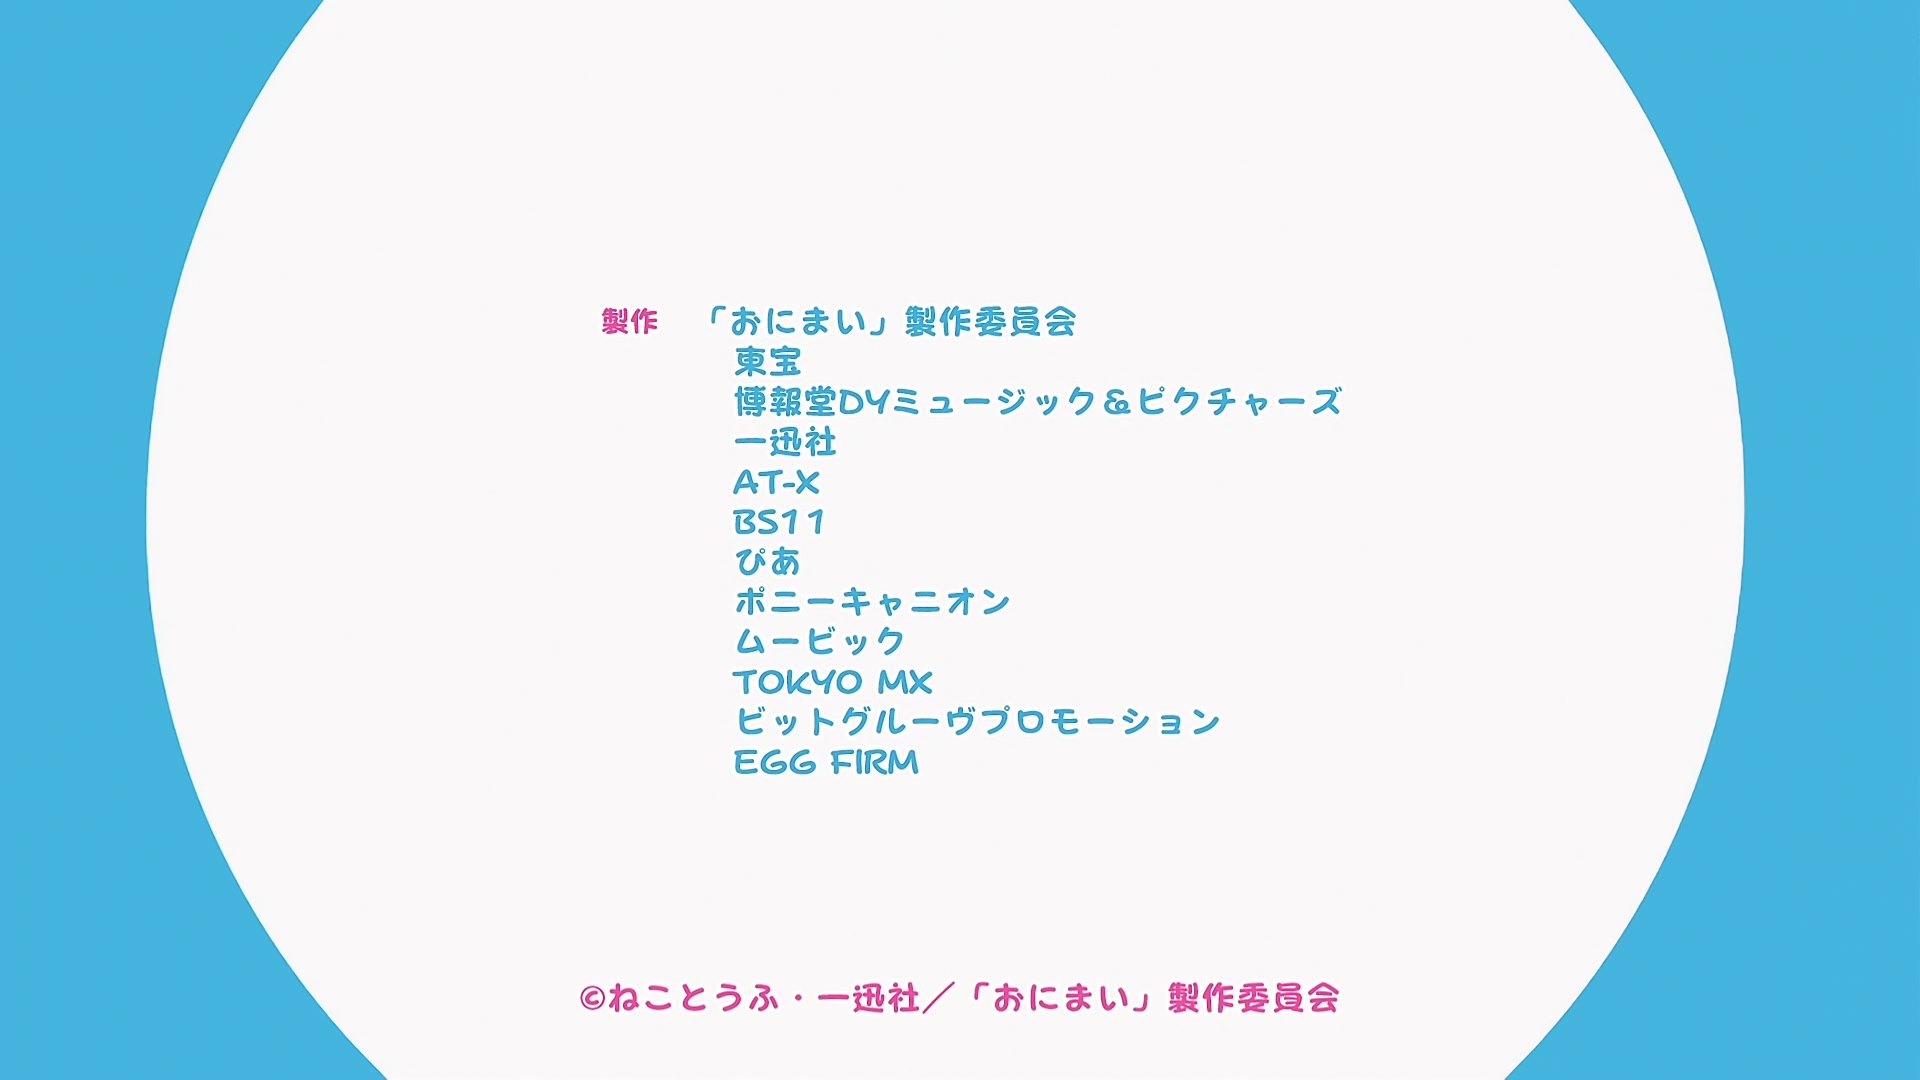 製作 「おにまい」製作委員会
東宝
博報堂DYミュージック&ピクチャーズ
一迅社
AT-X
BS11
ぴあ
ポニーキャニオン
ムービック
TOKYO MX
ビットグルーヴプロモーション
EGG FIRM
©ねことうふ・一迅社／「おにまい」製作委員会